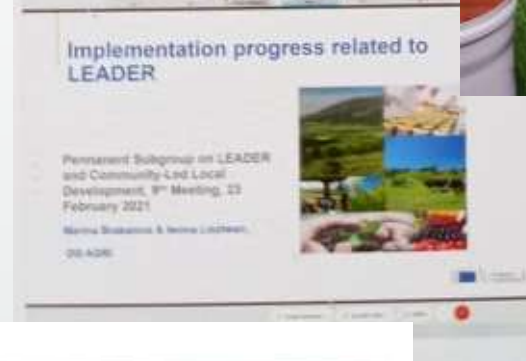 Implementation progress related to
LEADER
Permanent Subgroup on LEADER
and Community-Led Local
Development, 9th Meeting, 23
February 2021
Marina &
DG AGRI